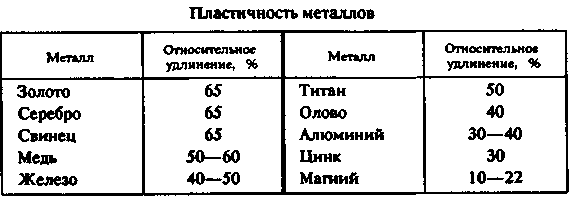 Пластичность металлов
Металл Относительное удлинение, % Металл Относительное удлинение, %
Золото 65 Титан 50
Серебро 65 Олово 40
Свинец 65 Алюминий 30—40
Медь 50—60 Цинк 30
Железо 40—50 Магний 10—22